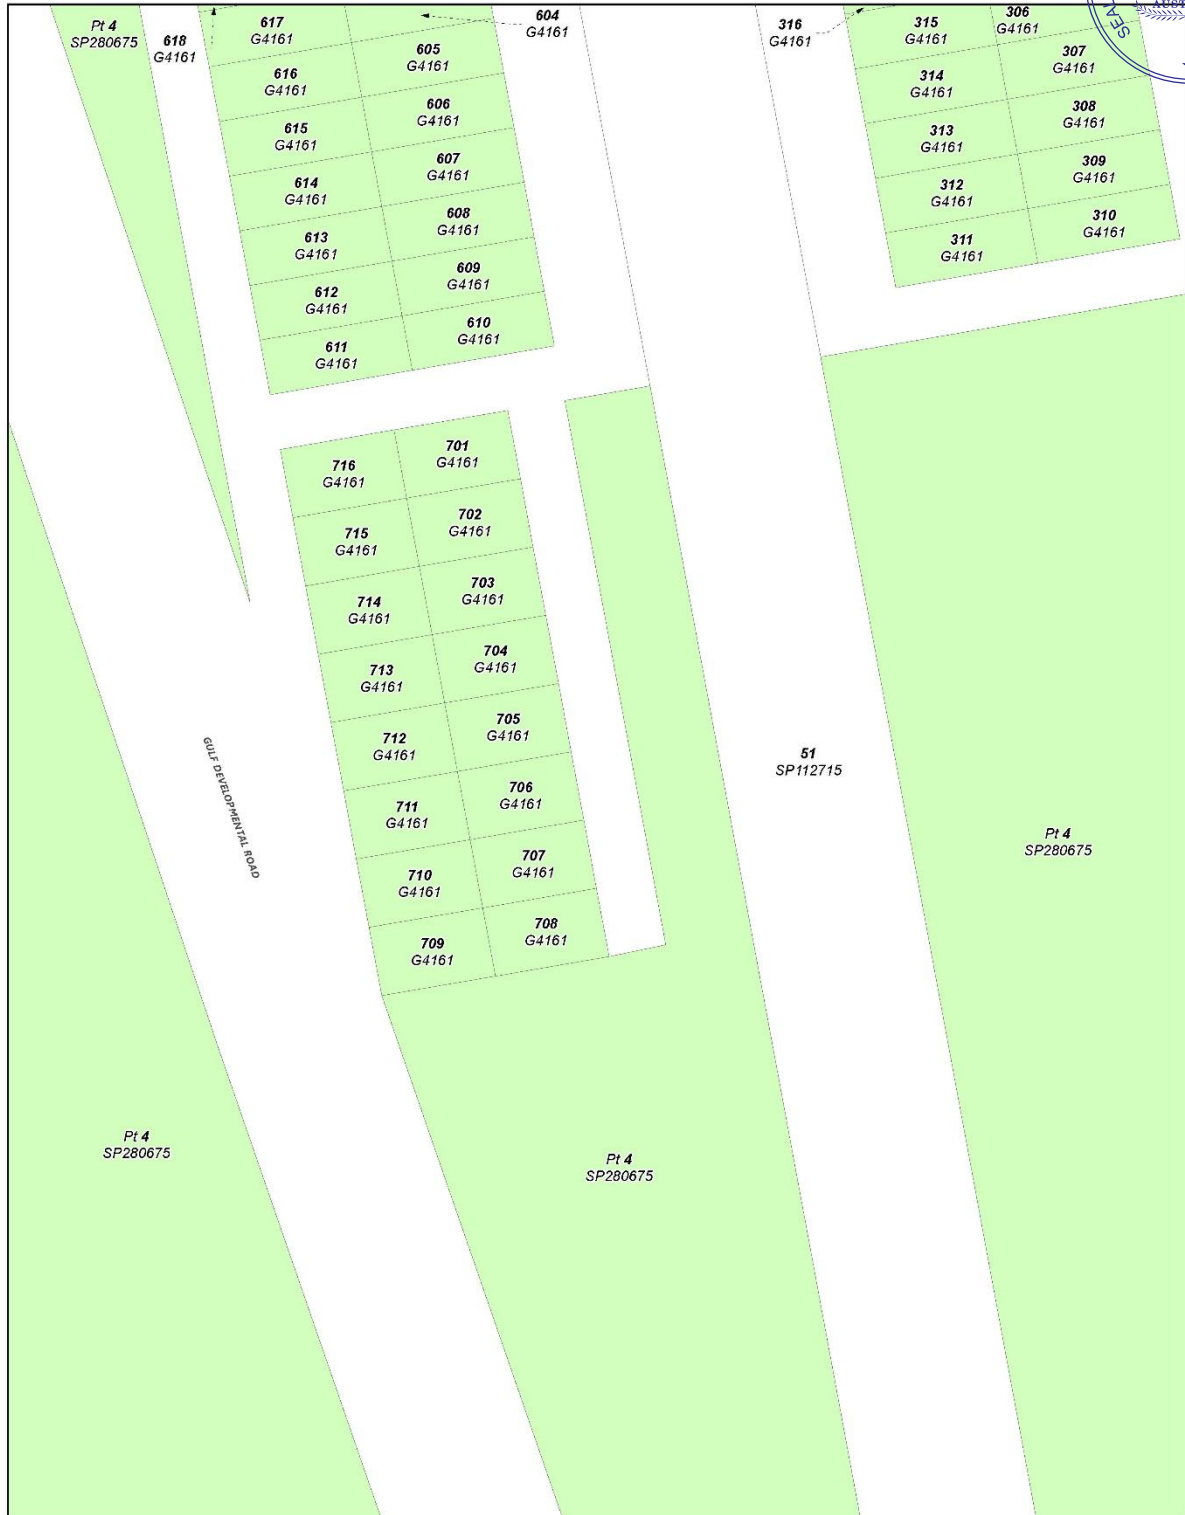 Pt 4
SP280675
618
G4161
617
G4161
604
G4161
316
G4161
315
G4161
306
G4161
SEAL
AUST
605
G4161
307
G4161
616
G4161
314
G4161
606
G4161
308
G4161
615
G4161
313
G4161
607
G4161
309
G4161
614
G4161
312
G4161
608
G4161
310
G4161
613
G4161
311
G4161
609
G4161
612
G4161
610
G4161
611
G4161
701
G4161
716
G4161
702
G4161
715
G4161
703
G4161
714
G4161
704
G4161
713
G4161
705
G4161
712
G4161
51
SP112715
706
G4161
711
G4161
GULF DEVELOPMENTAL ROAD
Pt 4
SP280675
707
G4161
710
G4161
708
G4161
709
G4161
Pt 4
SP280675
Pt 4
SP280675